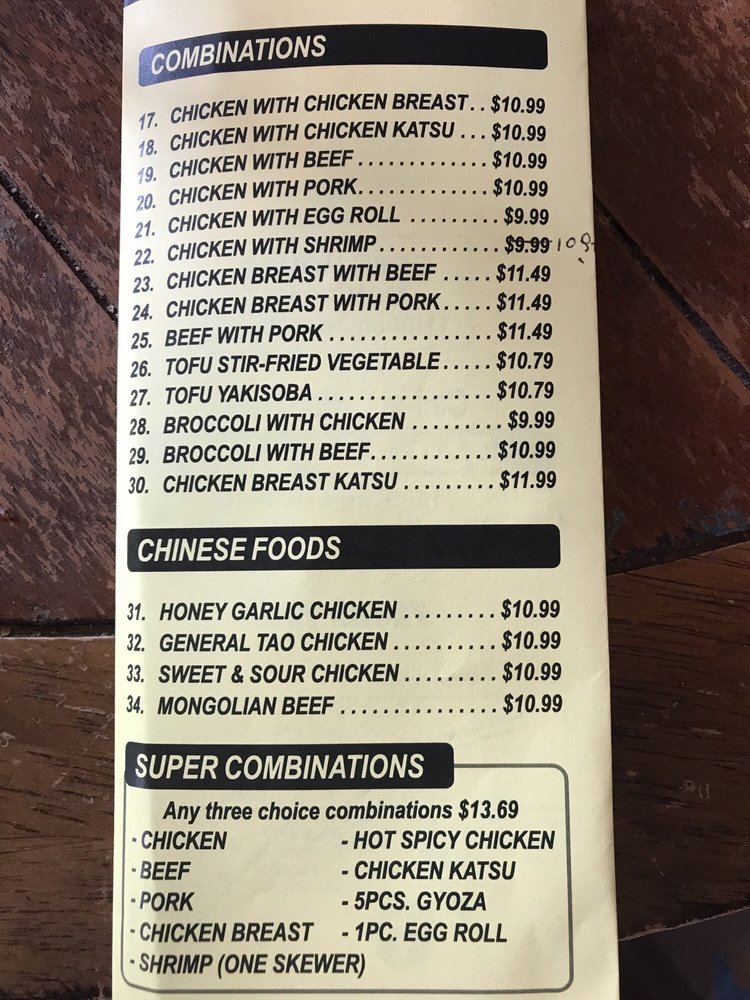 COMBINATIONS
17. CHICKEN WITH CHICKEN BREAST.. $10.99
18. CHICKEN WITH CHICKEN KATSU ... $10.99
19. CHICKEN WITH BEEF ............. $10.99
20. CHICKEN WITH PORK............. $10.99
21. CHICKEN WITH EGG ROLL ......... $9.99
22. CHICKEN WITH SHRIMP............ $9.99
23. CHICKEN BREAST WITH BEEF ..... $11.49
24. CHICKEN BREAST WITH PORK..... $11.49
25. BEEF WITH PORK ................. $11.49
26. TOFU STIR-FRIED VEGETABLE..... $10.79
27. TOFU YAKISOBA .................. $10.79
28. BROCCOLI WITH CHICKEN ......... $9.99
29. BROCCOLI WITH BEEF............. $10.99
30. CHICKEN BREAST KATSU ......... $11.99
CHINESE FOODS
31. HONEY GARLIC CHICKEN ......... $10.99
32. GENERAL TAO CHICKEN .......... $10.99
33. SWEET & SOUR CHICKEN ......... $10.99
34. MONGOLIAN BEEF ............... $10.99
SUPER COMBINATIONS
Any three choice combinations $13.69
- CHICKEN
- BEEF
- PORK
- CHICKEN BREAST
- SHRIMP (ONE SKEWER)
- HOT SPICY CHICKEN
- CHICKEN KATSU
- 5PCS. GYOZA
- 1PC. EGG ROLL